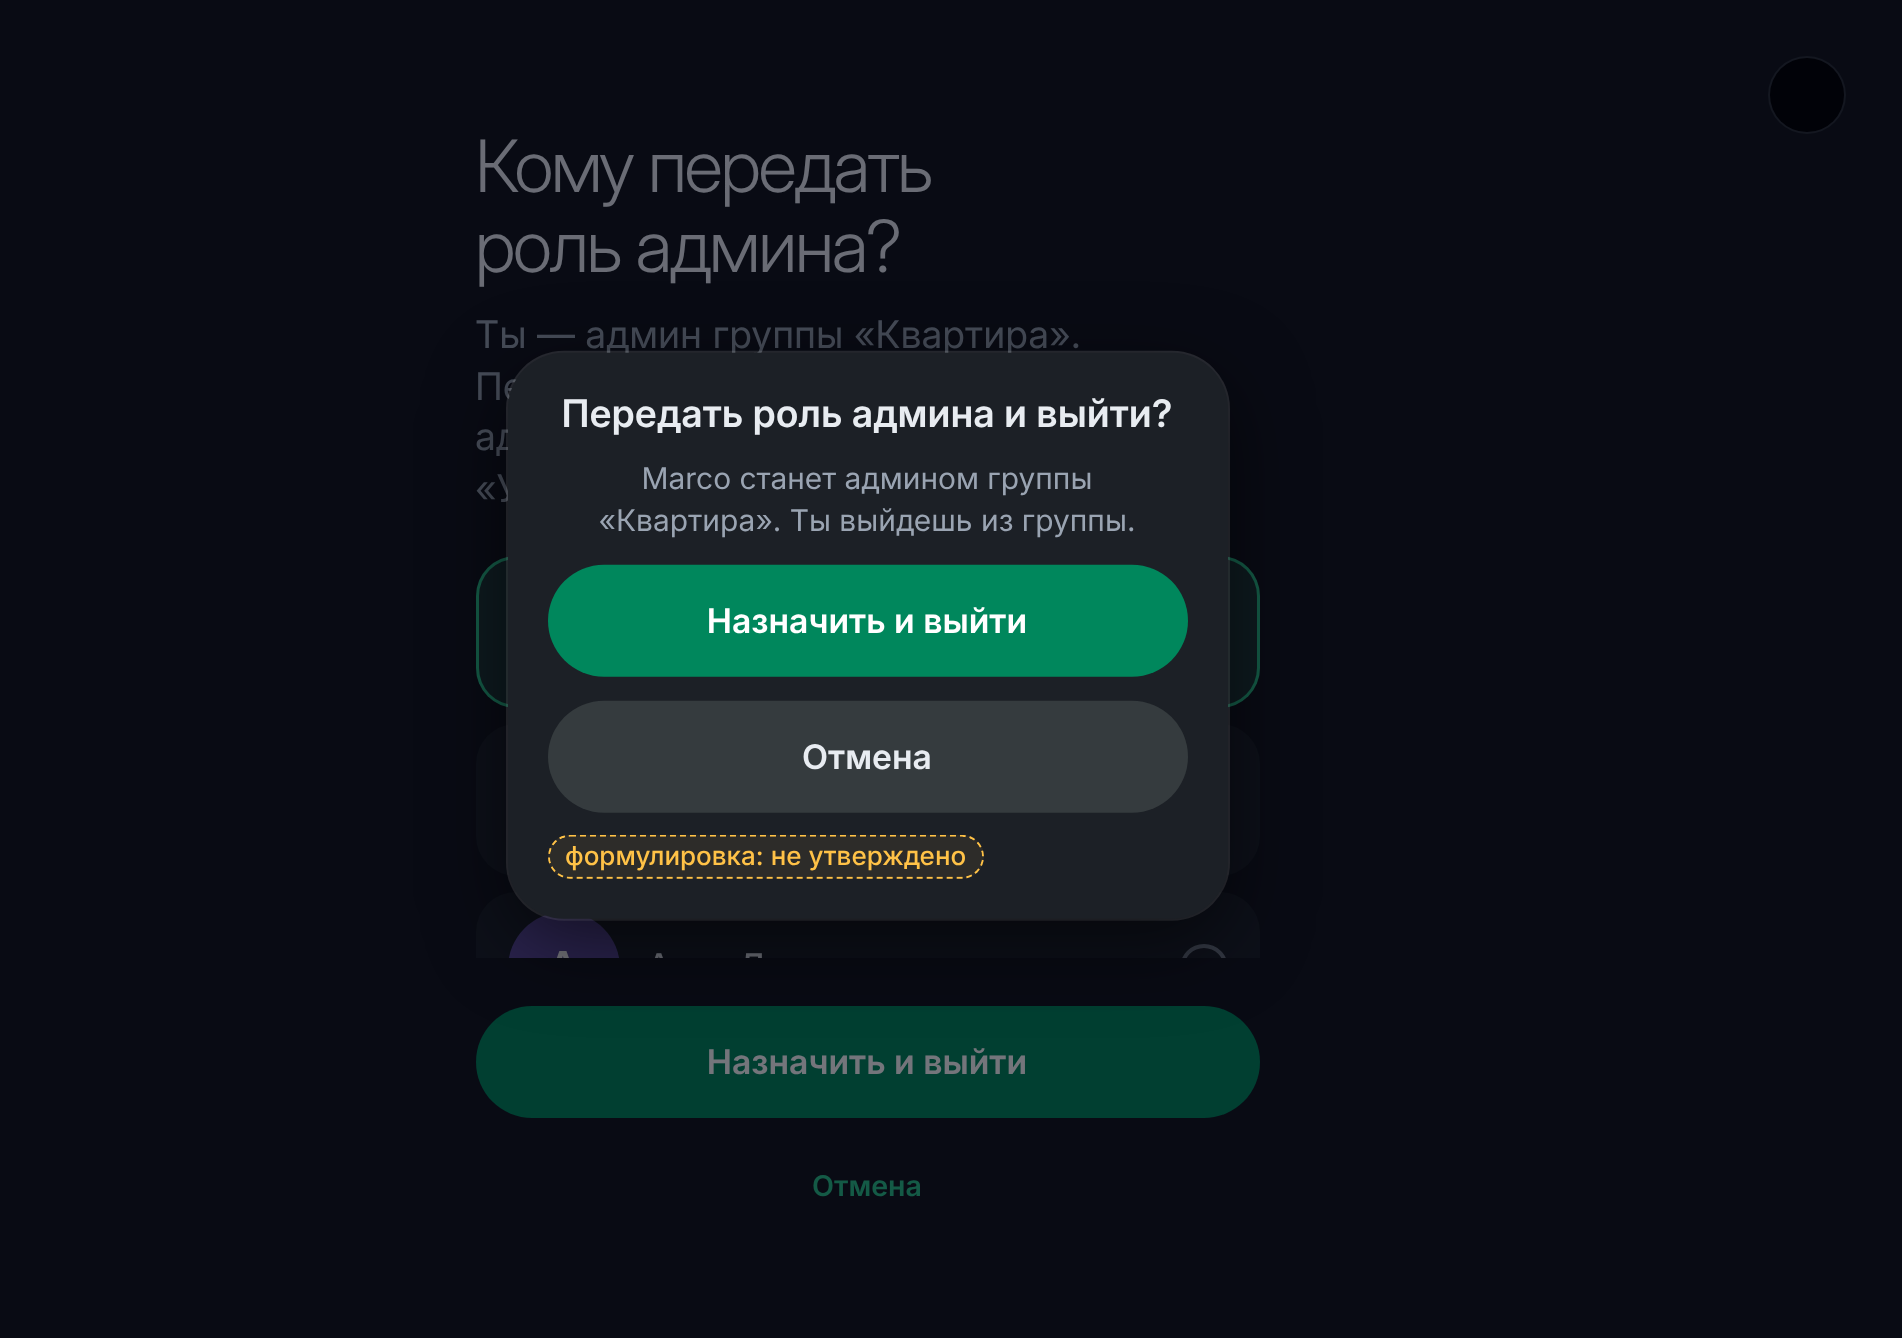 Кому передать
роль админа?
Ты — админ группы «Квартира».
Передать роль админа и выйти?
Marco станет админом группы
«Квартира». Ты выйдешь из группы.
Назначить и выйти
Отмена
формулировка: не утверждено
Назначить и выйти
Отмена